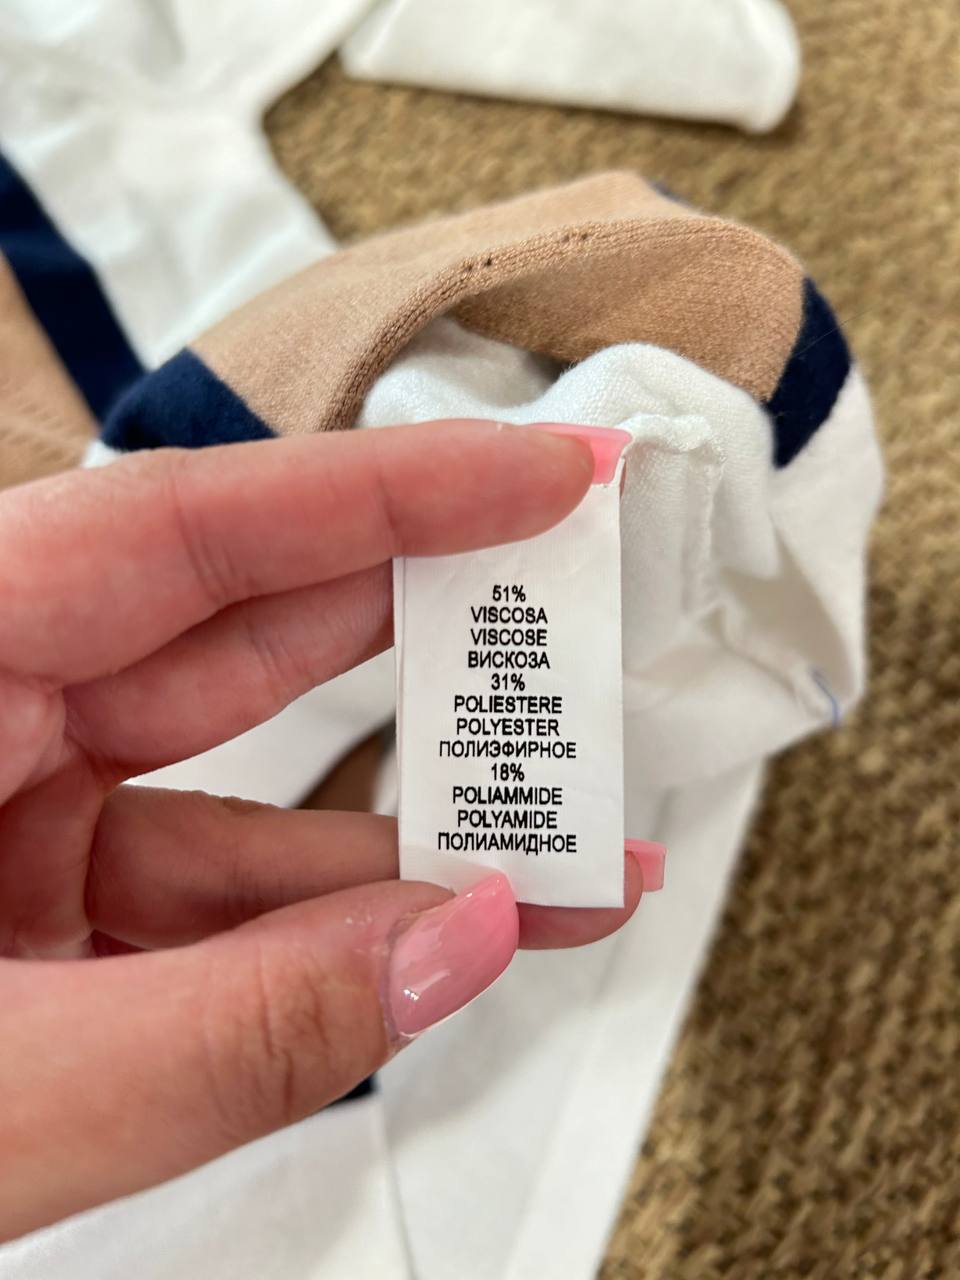 51%
VISCOSA
VISCOSE
ВИСКОЗА
31%
POLIESTERE
POLYESTER
ПОЛИЭФИРНОЕ
18%
POLIAMMIDE
POLYAMIDE
ПОЛИАМИДНОЕ